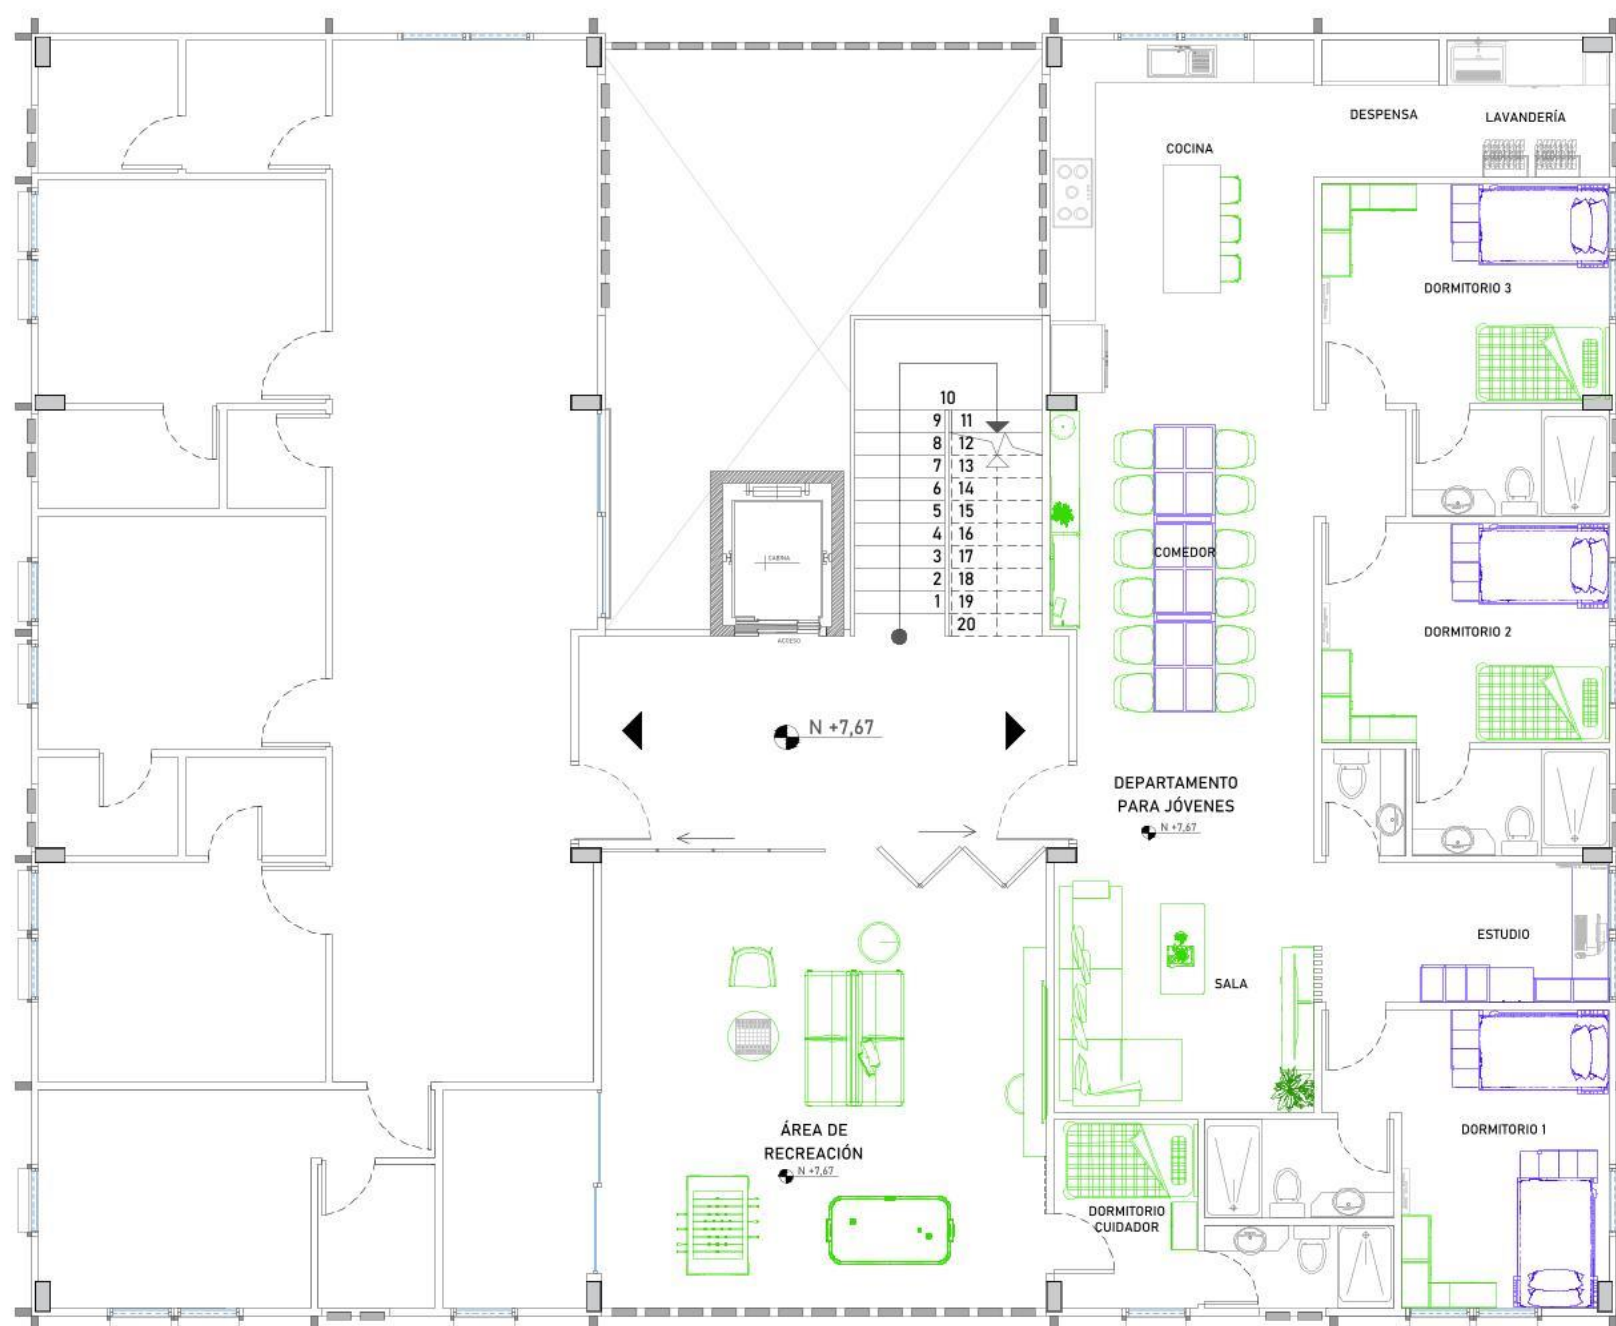 DESPENSA
LAVANDERÍA
COCINA
DORMITORIO 3
10
9 11
8 12
7 13
6 14
5 15
4 16
3 17
2 18
1 19
20
CABINA
ACCESO
COMEDOR
DORMITORIO 2
N +7,67
DEPARTAMENTO
PARA JÓVENES
N +7,67
ESTUDIO
SALA
ÁREA DE
RECREACIÓN
N +7,67
DORMITORIO 1
DORMITORIO
CUIDADOR